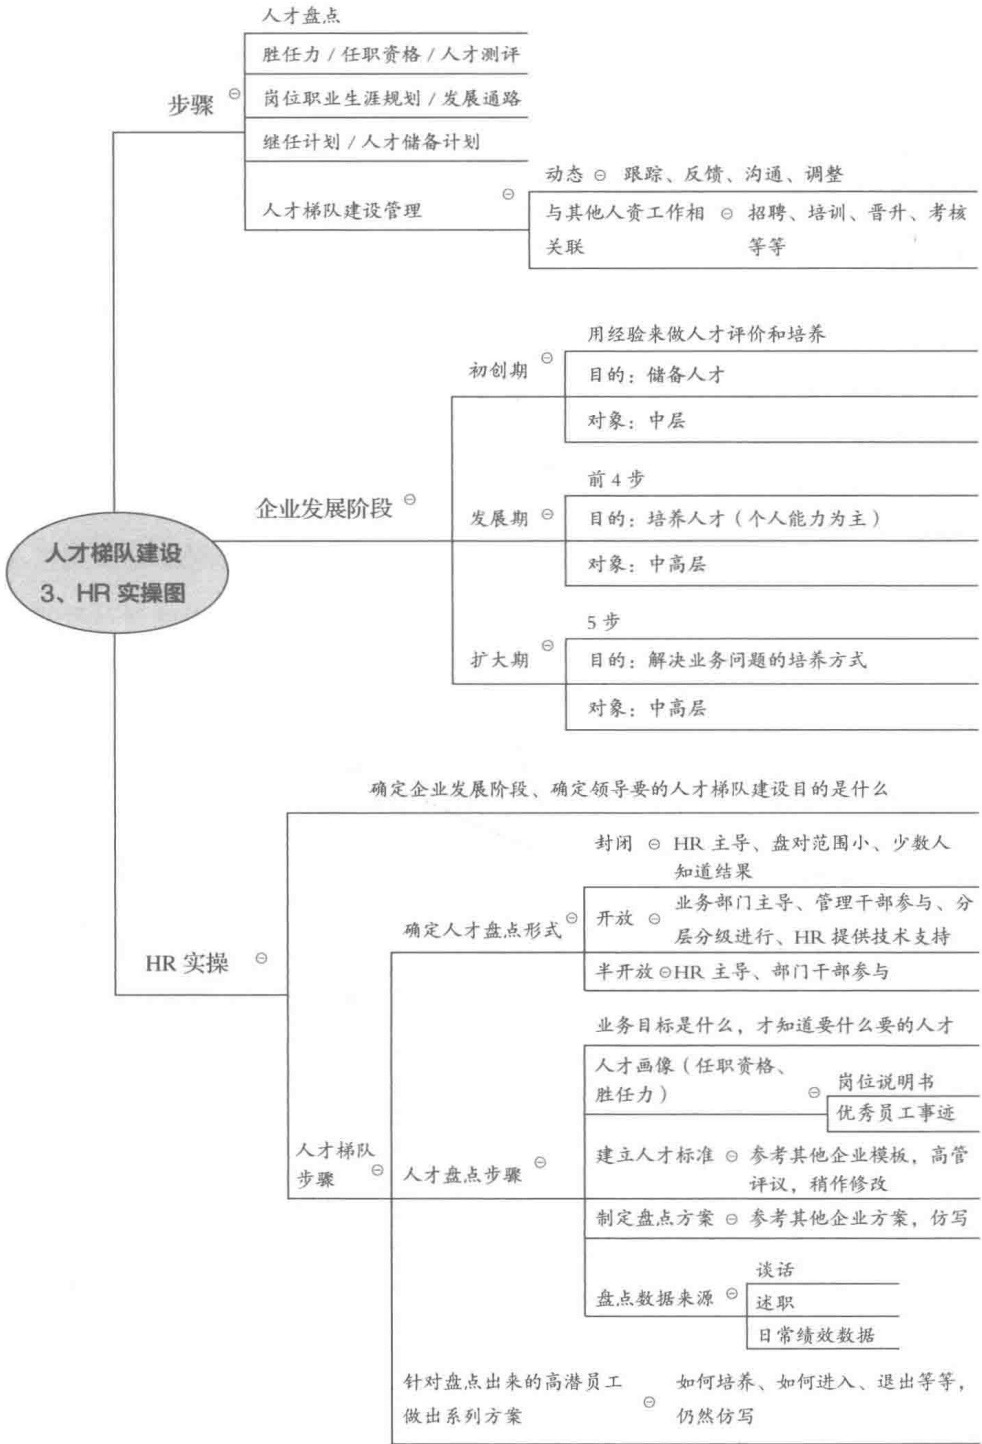 人才盘点
胜任力 / 任职资格 / 人才测评
步骤
岗位职业生涯规划 / 发展通路
继任计划 / 人才储备计划
人才梯队建设管理
动态
跟踪、反馈、沟通、调整
与其他人资工作相
关联
招聘、培训、晋升、考核
等等
用经验来做人才评价和培养
初创期
目的：储备人才
对象：中层
企业发展阶段
前 4 步
发展期
目的：培养人才（个人能力为主）
对象：中高层
人才梯队建设
3、HR 实操图
5 步
扩大期
目的：解决业务问题的培养方式
对象：中高层
确定企业发展阶段、确定领导要的人才梯队建设目的是什么
HR 实操
确定人才盘点形式
封闭
HR 主导、盘对范围小、少数人
知道结果
开放
业务部门主导、管理干部参与、分
层分级进行、HR 提供技术支持
半开放
HR 主导、部门干部参与
人才梯队
步骤
人才盘点步骤
业务目标是什么，才知道要什么要的人才
人才画像（任职资格、
胜任力）
岗位说明书
优秀员工事迹
建立人才标准
参考其他企业模板，高管
评议，稍作修改
制定盘点方案
参考其他企业方案，仿写
盘点数据来源
谈话
述职
日常绩效数据
针对盘点出来的高潜员工
做出系列方案
如何培养、如何进入、退出等等，
仍然仿写